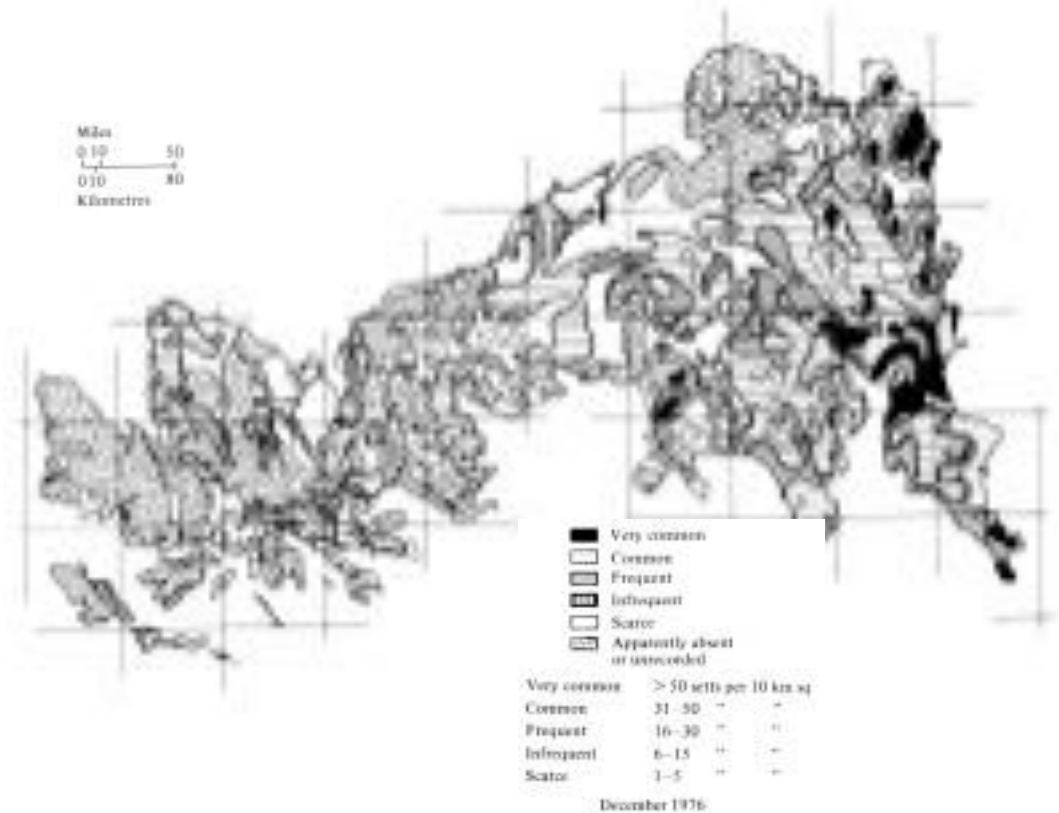 Miles
0 10 50
0 10 80
Kilometres
Very common
Common
Frequent
Infrequent
Scarce
Apparently absent
or unrecorded
Very common > 50 setts per 10 km sq
Common 31–50 " "
Frequent 16–30 " "
Infrequent 6–15 " "
Scarce 1–5 " "
December 1976